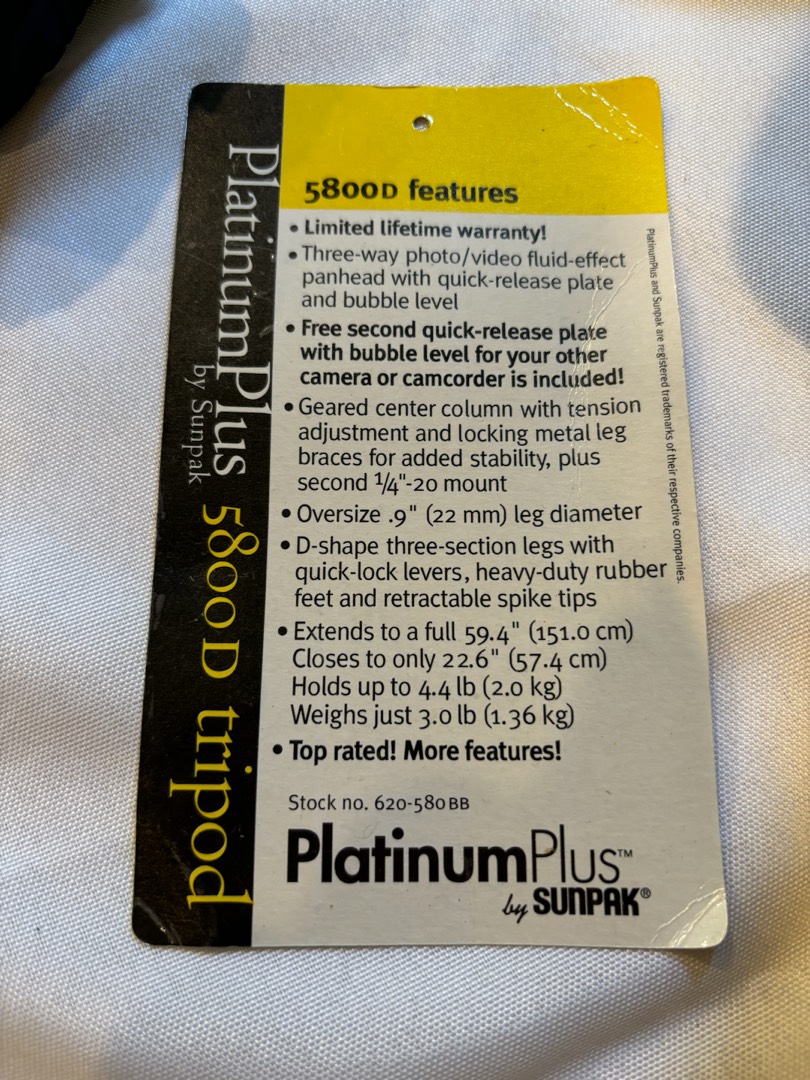 PlatinumPlus
by Sunpak
5800D tripod
5800D features
• Limited lifetime warranty!
• Three-way photo/video fluid-effect
panhead with quick-release plate
and bubble level
• Free second quick-release plate
with bubble level for your other
camera or camcorder is included!
• Geared center column with tension
adjustment and locking metal leg
braces for added stability, plus
second 1/4"-20 mount
• Oversize .9" (22 mm) leg diameter
• D-shape three-section legs with
quick-lock levers, heavy-duty rubber
feet and retractable spike tips
• Extends to a full 59.4" (151.0 cm)
Closes to only 22.6" (57.4 cm)
Holds up to 4.4 lb (2.0 kg)
Weighs just 3.0 lb (1.36 kg)
• Top rated! More features!
Stock no. 620-580BB
PlatinumPlus™
by SUNPAK®
PlatinumPlus and Sunpak are registered trademarks of their respective companies.